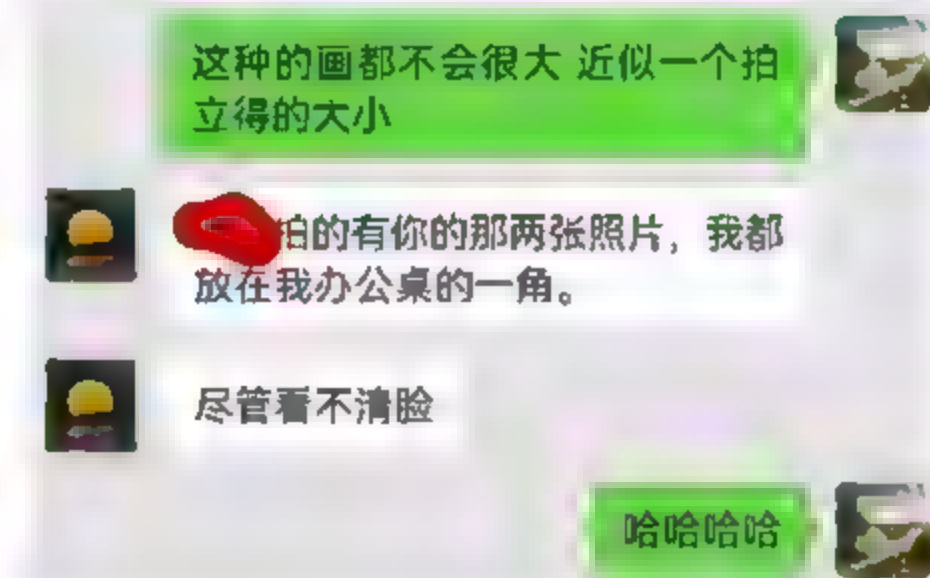 这种的画都不会很大 近似一个拍
立得的大小
拍的有你的那两张照片，我都
放在我办公桌的一角。
尽管看不清脸
哈哈哈哈